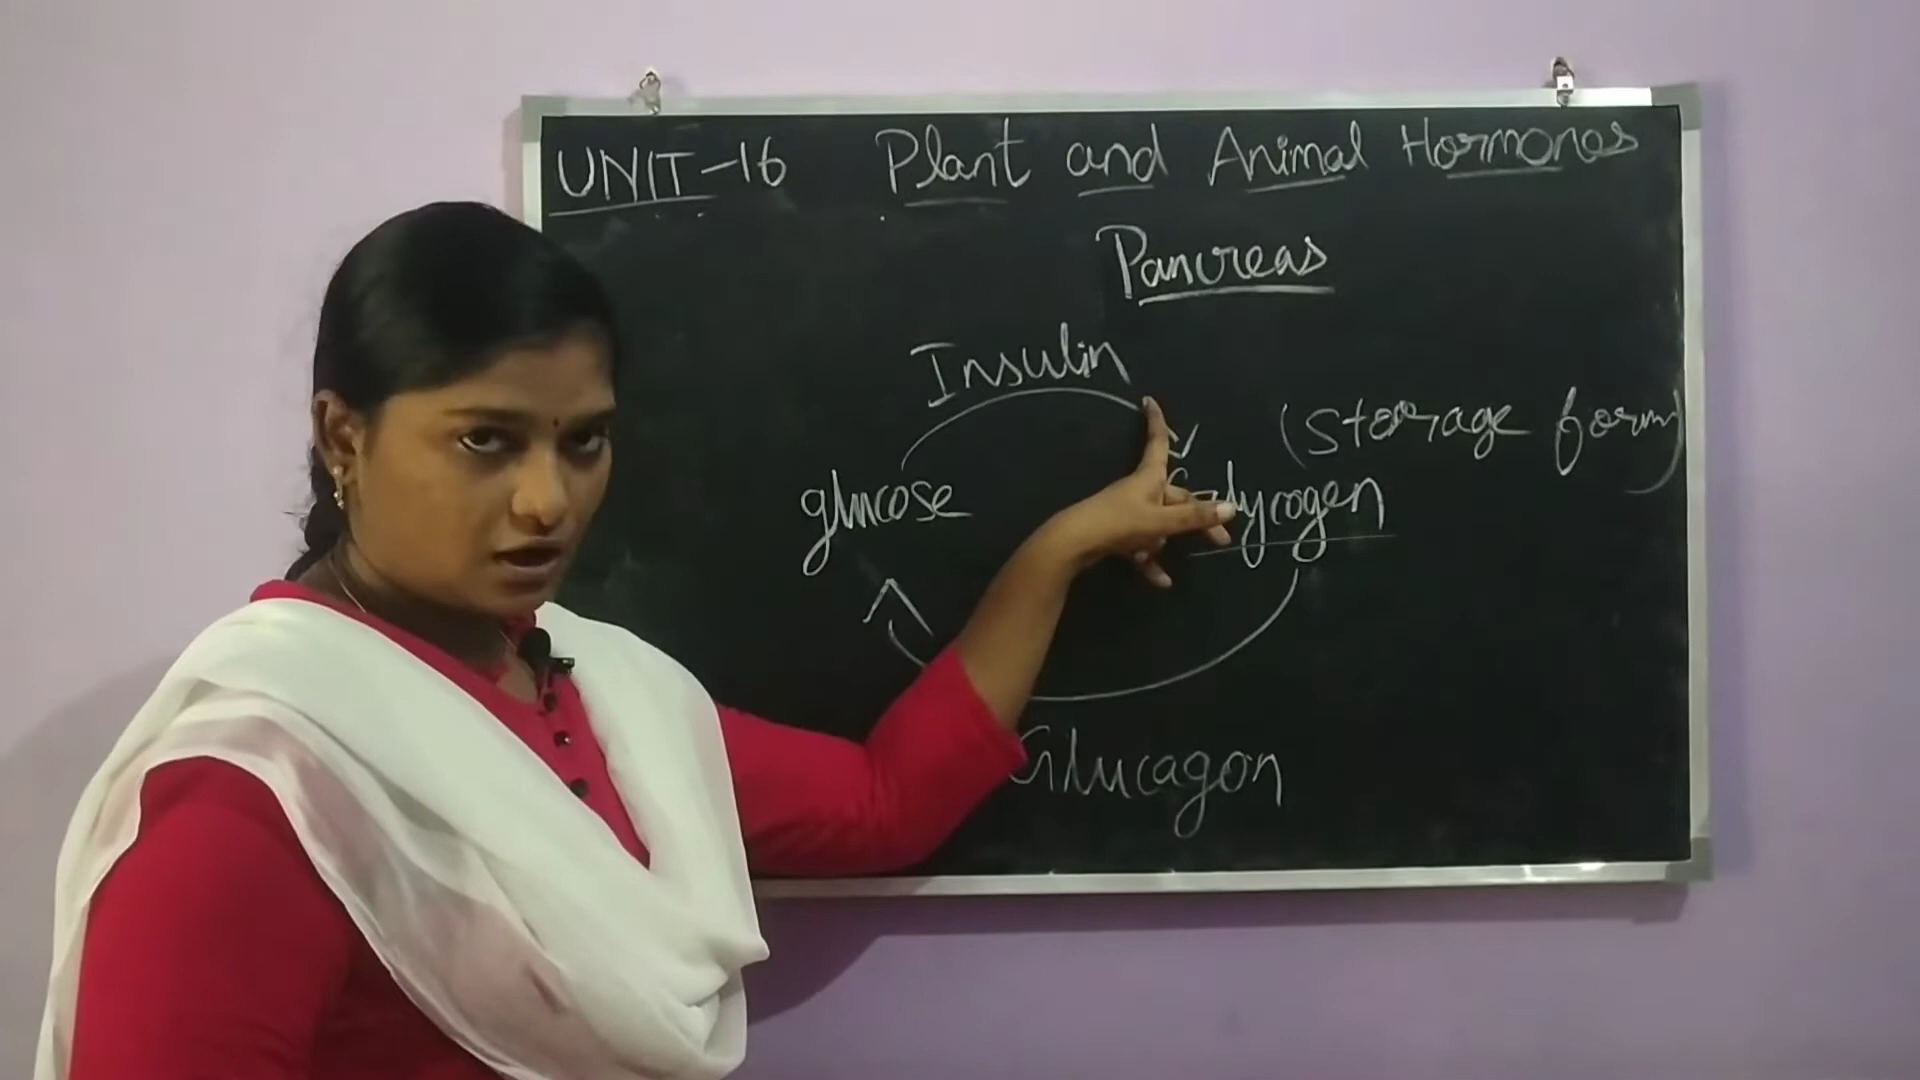 UNIT-16 Plant and Animal Hormones
Pancreas
Insulin
(Storage form)
glucose Glycogen
Glucagon